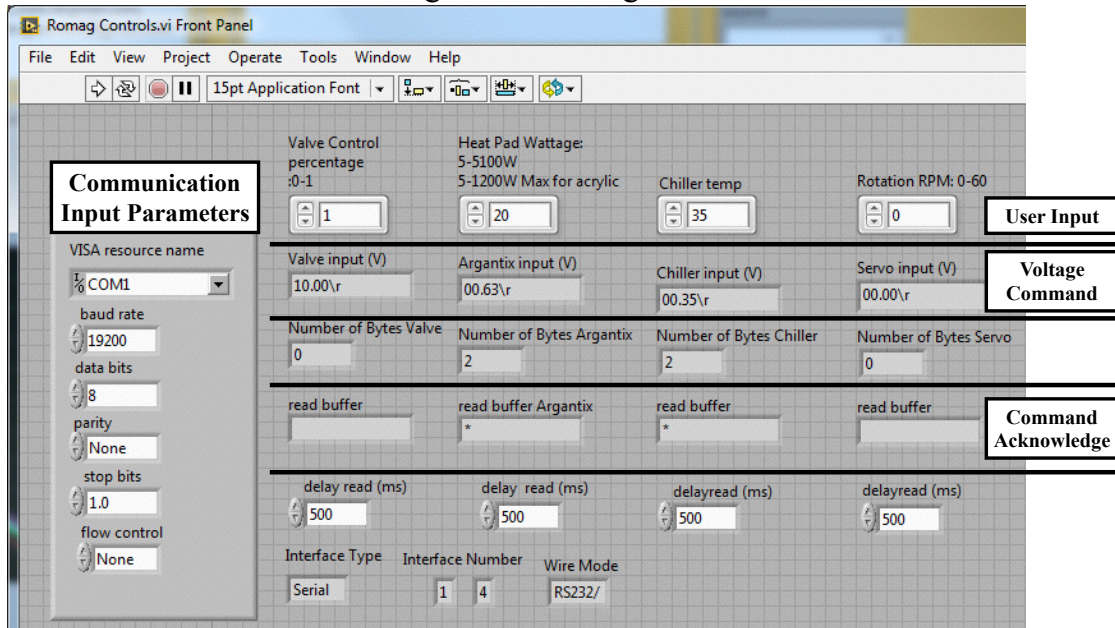 Romag Controls.vi Front Panel
File Edit View Project Operate Tools Window Help
15pt Application Font
Communication
Input Parameters
Valve Control
percentage
:0-1
1
Heat Pad Wattage:
5-5100W
5-1200W Max for acrylic
20
Chiller temp
35
Rotation RPM: 0-60
0
User Input
VISA resource name
COM1
baud rate
19200
data bits
8
parity
None
stop bits
1.0
flow control
None
Valve input (V)
10.00\r
Argantix input (V)
00.63\r
Chiller input (V)
00.35\r
Servo input (V)
00.00\r
Voltage
Command
Number of Bytes Valve
0
Number of Bytes Argantix
2
Number of Bytes Chiller
2
Number of Bytes Servo
0
read buffer
read buffer Argantix
*
read buffer
*
read buffer
Command
Acknowledge
delay read (ms)
500
delay read (ms)
500
delayread (ms)
500
delayread (ms)
500
Interface Type
Serial
Interface Number
1 4
Wire Mode
RS232/